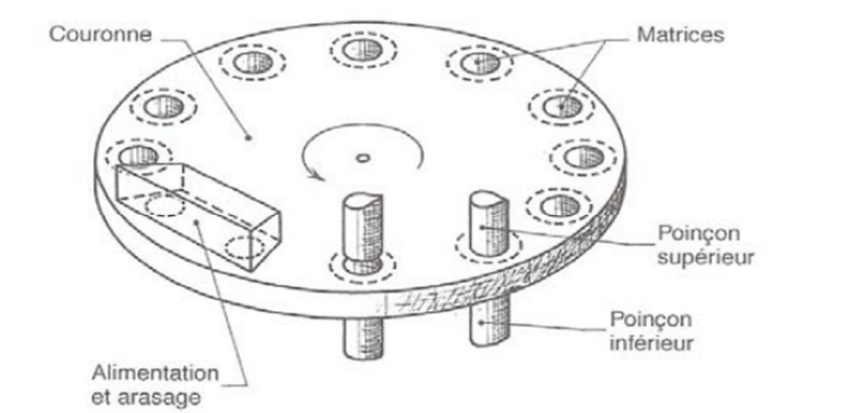 Couronne
Matrices
Poinçon
supérieur
Poinçon
inférieur
Alimentation
et arasage